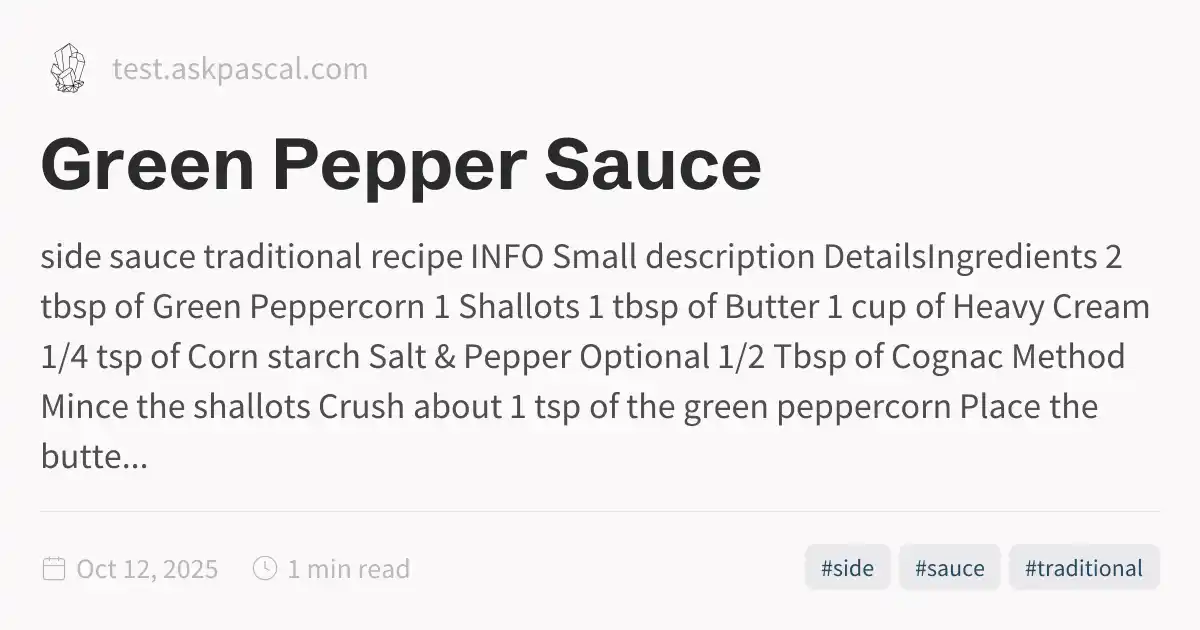 test.askpascal.com
Green Pepper Sauce
side sauce traditional recipe INFO Small description DetailsIngredients 2
tbsp of Green Peppercorn 1 Shallots 1 tbsp of Butter 1 cup of Heavy Cream
1/4 tsp of Corn starch Salt & Pepper Optional 1/2 Tbsp of Cognac Method
Mince the shallots Crush about 1 tsp of the green peppercorn Place the
butte...
Oct 12, 2025 1 min read #side #sauce #traditional